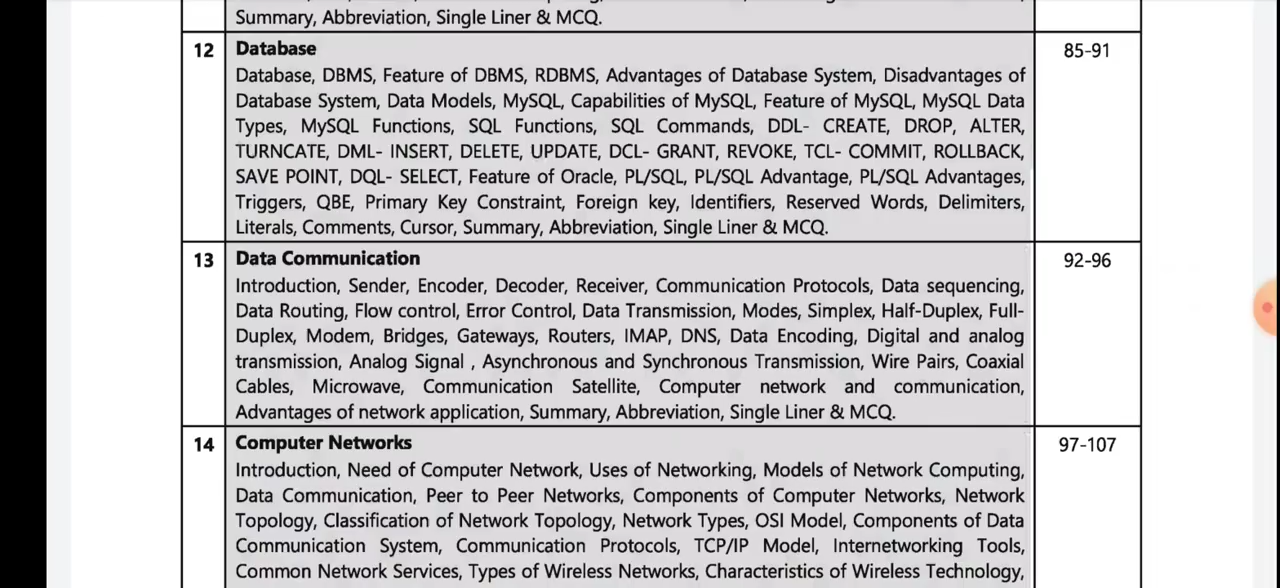 Summary, Abbreviation, Single Liner & MCQ.
12 Database 85-91
Database, DBMS, Feature of DBMS, RDBMS, Advantages of Database System, Disadvantages of
Database System, Data Models, MySQL, Capabilities of MySQL, Feature of MySQL, MySQL Data
Types, MySQL Functions, SQL Functions, SQL Commands, DDL- CREATE, DROP, ALTER,
TURNCATE, DML- INSERT, DELETE, UPDATE, DCL- GRANT, REVOKE, TCL- COMMIT, ROLLBACK,
SAVE POINT, DQL- SELECT, Feature of Oracle, PL/SQL, PL/SQL Advantage, PL/SQL Advantages,
Triggers, QBE, Primary Key Constraint, Foreign key, Identifiers, Reserved Words, Delimiters,
Literals, Comments, Cursor, Summary, Abbreviation, Single Liner & MCQ.
13 Data Communication 92-96
Introduction, Sender, Encoder, Decoder, Receiver, Communication Protocols, Data sequencing,
Data Routing, Flow control, Error Control, Data Transmission, Modes, Simplex, Half-Duplex, Full-
Duplex, Modem, Bridges, Gateways, Routers, IMAP, DNS, Data Encoding, Digital and analog
transmission, Analog Signal , Asynchronous and Synchronous Transmission, Wire Pairs, Coaxial
Cables, Microwave, Communication Satellite, Computer network and communication,
Advantages of network application, Summary, Abbreviation, Single Liner & MCQ.
14 Computer Networks 97-107
Introduction, Need of Computer Network, Uses of Networking, Models of Network Computing,
Data Communication, Peer to Peer Networks, Components of Computer Networks, Network
Topology, Classification of Network Topology, Network Types, OSI Model, Components of Data
Communication System, Communication Protocols, TCP/IP Model, Internetworking Tools,
Common Network Services, Types of Wireless Networks, Characteristics of Wireless Technology,